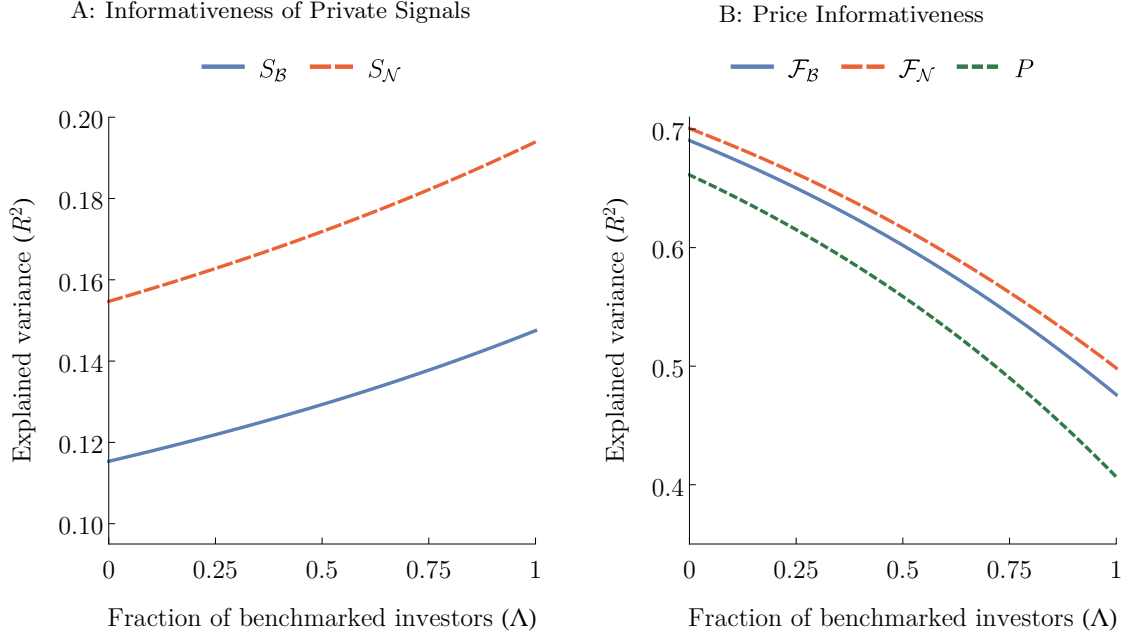 A: Informativeness of Private Signals
S_ℬ S_𝒩
Explained variance (R²)
0.20
0.18
0.16
0.14
0.12
0.10
0 0.25 0.5 0.75 1
Fraction of benchmarked investors (Λ)
B: Price Informativeness
ℱ_ℬ ℱ_𝒩 P
Explained variance (R²)
0.7
0.6
0.5
0.4
0 0.25 0.5 0.75 1
Fraction of benchmarked investors (Λ)